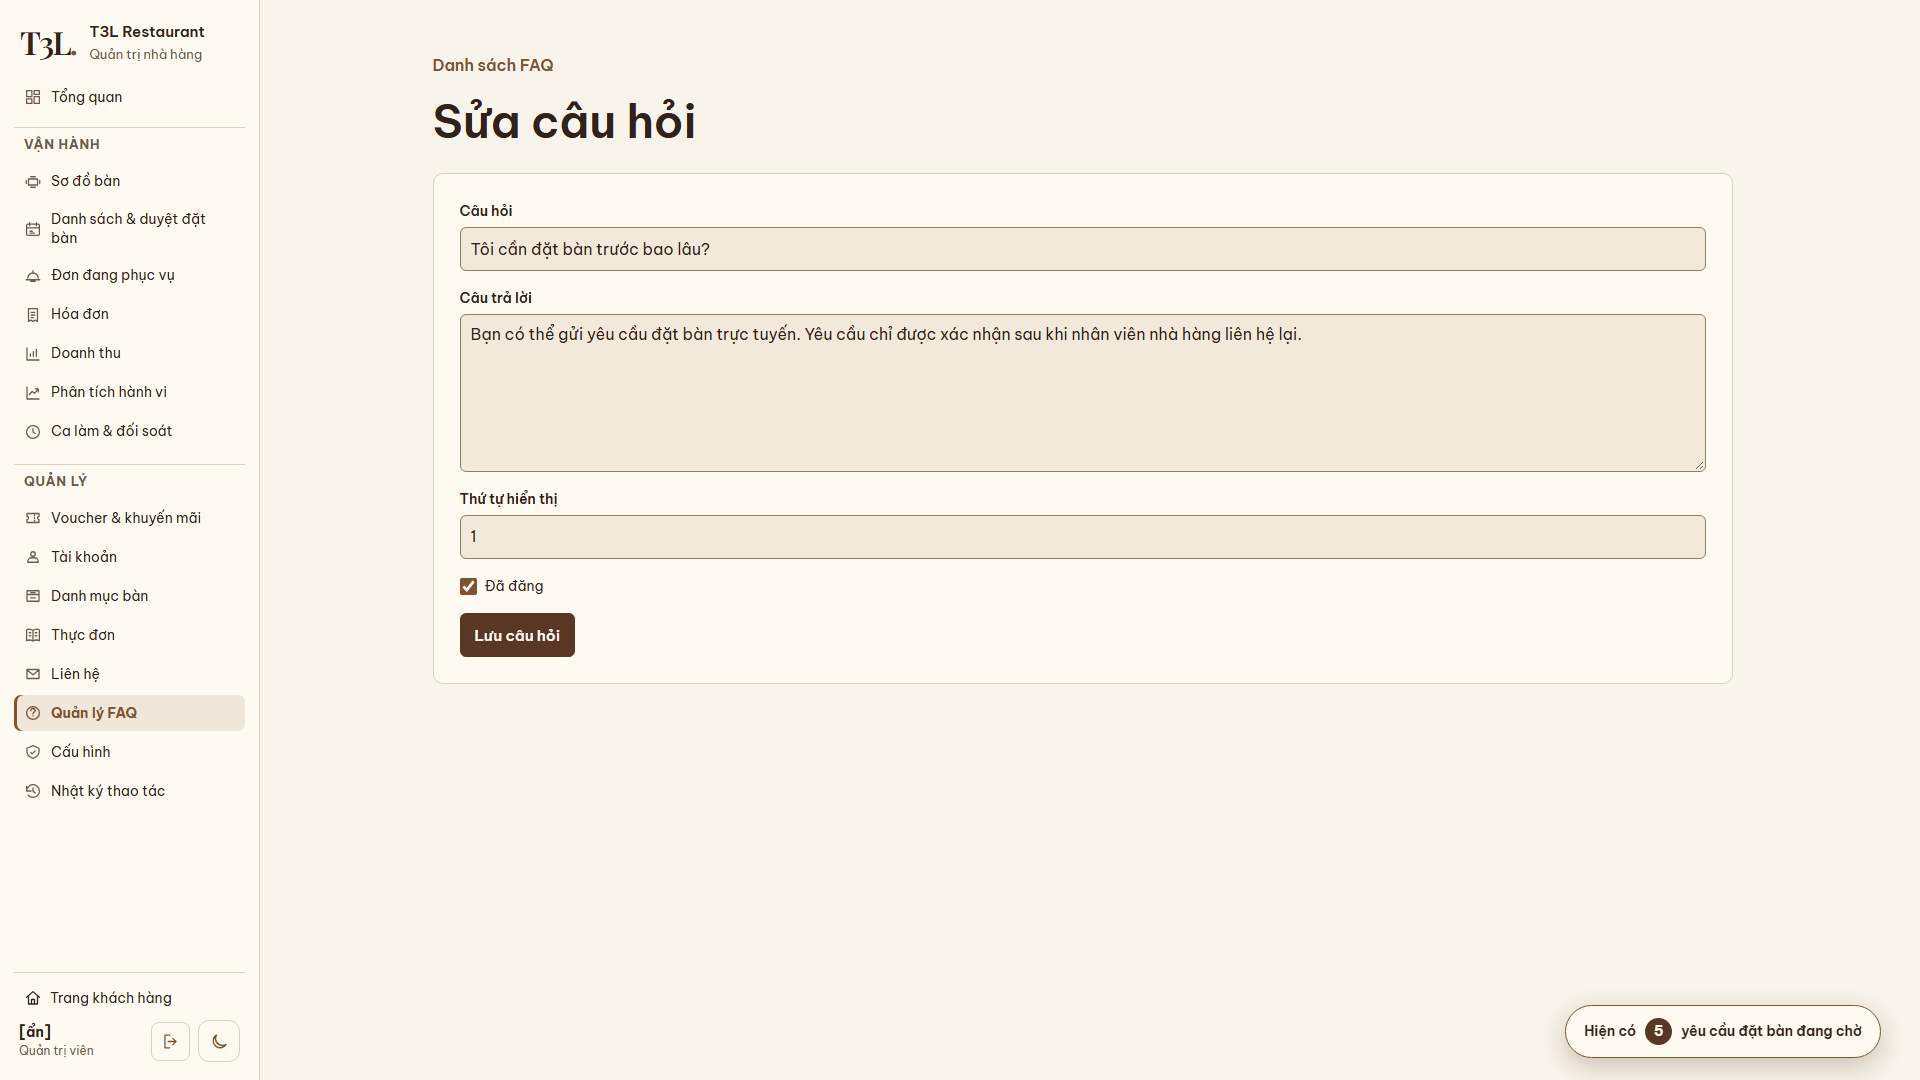 T3L.
T3L Restaurant
Quản trị nhà hàng
Tổng quan
VẬN HÀNH
Sơ đồ bàn
Danh sách & duyệt đặt
bàn
Đơn đang phục vụ
Hóa đơn
Doanh thu
Phân tích hành vi
Ca làm & đối soát
QUẢN LÝ
Voucher & khuyến mãi
Tài khoản
Danh mục bàn
Thực đơn
Liên hệ
Quản lý FAQ
Cấu hình
Nhật ký thao tác
Trang khách hàng
[ẩn]
Quản trị viên
Danh sách FAQ
Sửa câu hỏi
Câu hỏi
Tôi cần đặt bàn trước bao lâu?
Câu trả lời
Bạn có thể gửi yêu cầu đặt bàn trực tuyến. Yêu cầu chỉ được xác nhận sau khi nhân viên nhà hàng liên hệ lại.
Thứ tự hiển thị
1
Đã đăng
Lưu câu hỏi
Hiện có 5 yêu cầu đặt bàn đang chờ